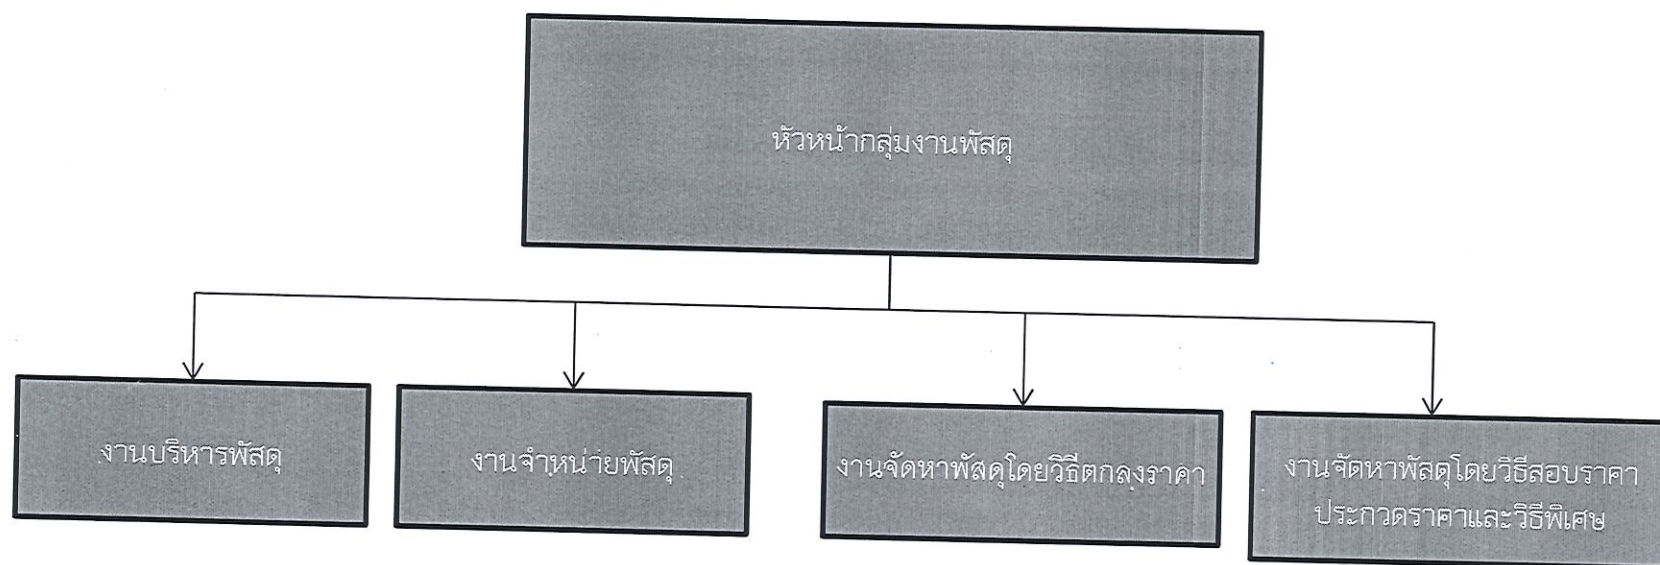 หัวหน้ากลุ่มงานพัสดุ
งานบริหารพัสดุ
งานจำหน่ายพัสดุ
งานจัดหาพัสดุโดยวิธีตกลงราคา
งานจัดหาพัสดุโดยวิธีสอบราคา
ประกวดราคาและวิธีพิเศษ